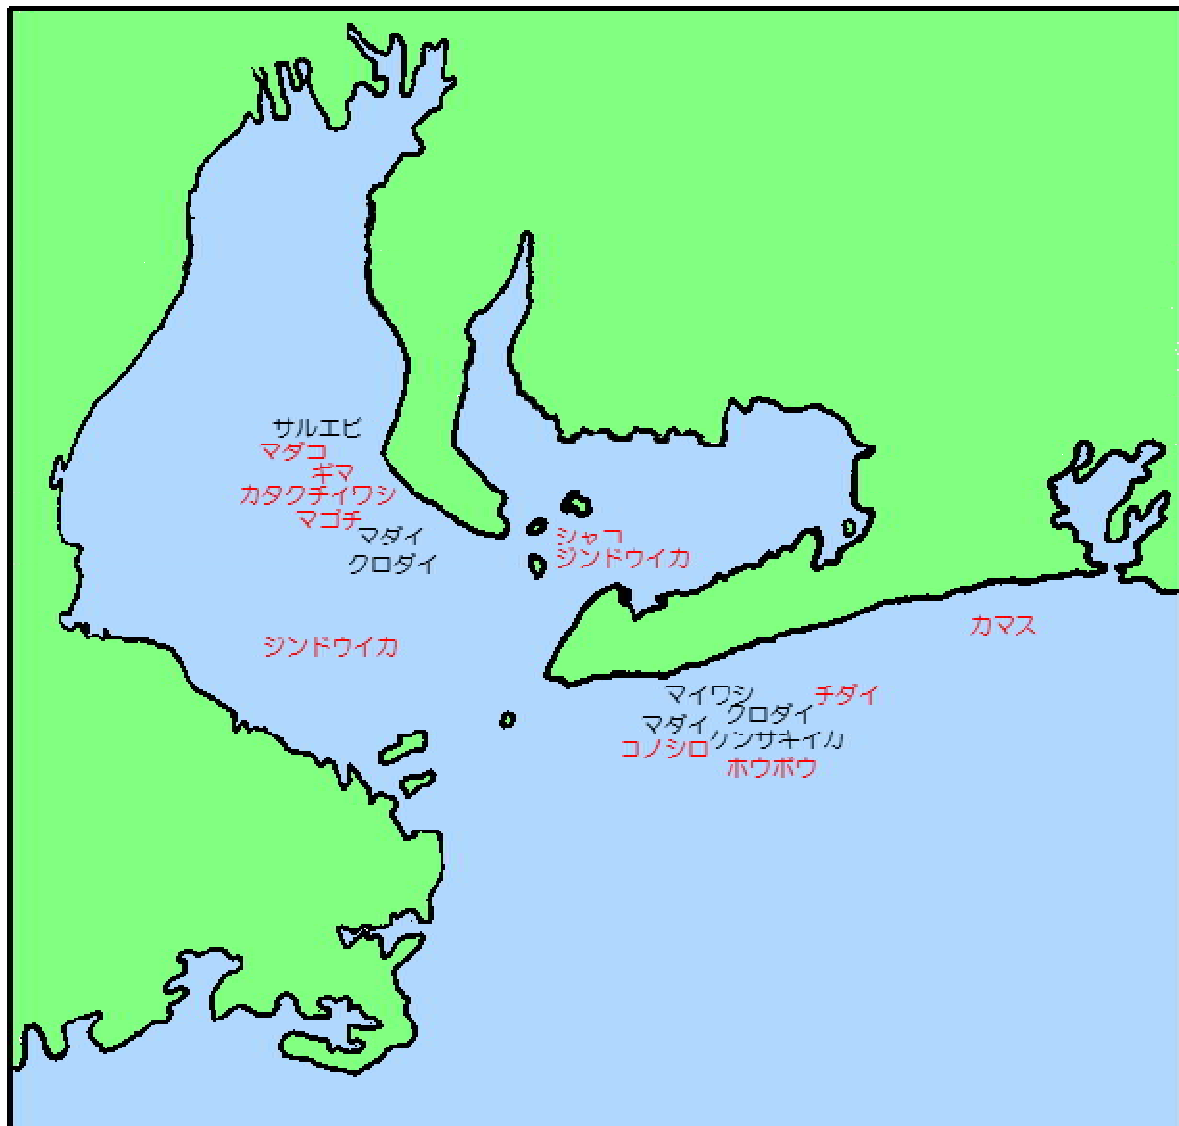 サルエビ
マダコ
ギマ
カタクチイワシ
マゴチ
マダイ
クロダイ
シャコ
ジンドウイカ
カマス
ジンドウイカ
マイワシ
チダイ
クロダイ
マダイ
ケンサキイカ
コノシロ
ホウボウ